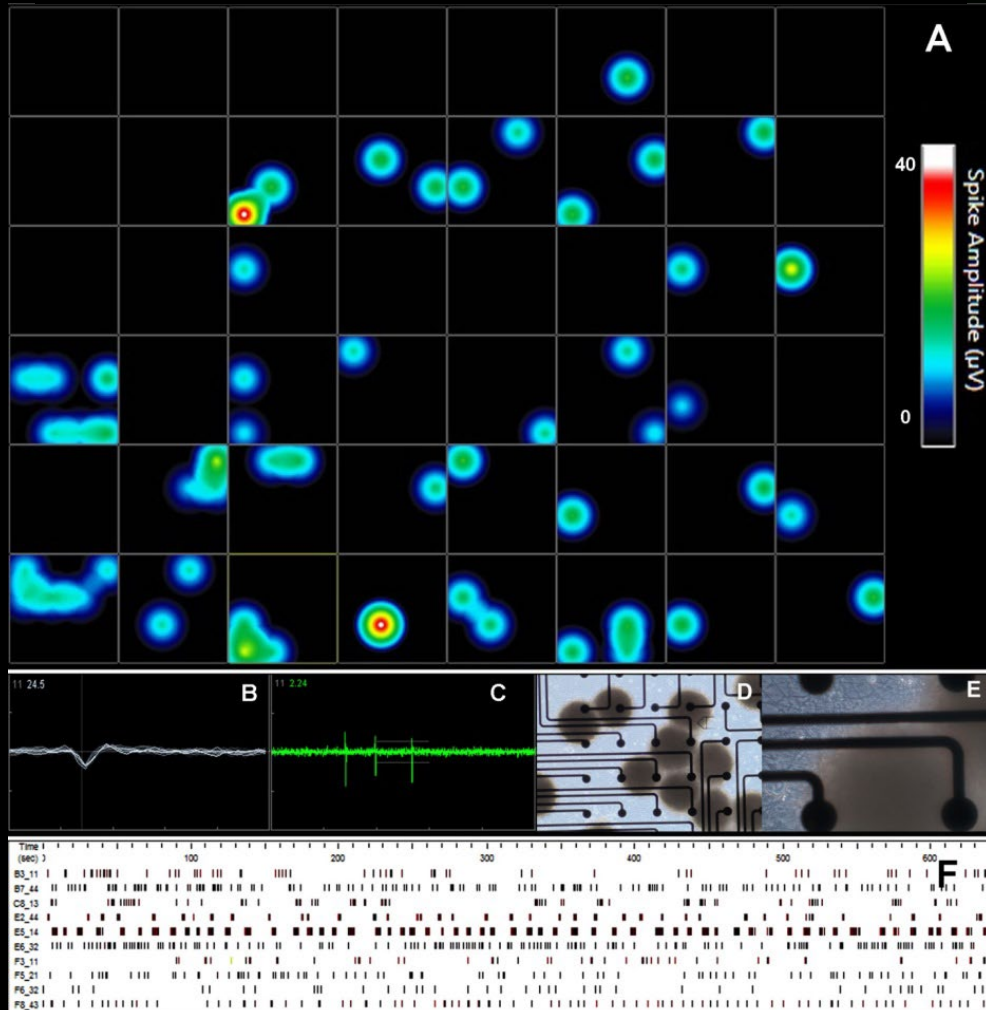 A
40
Spike Amplitude (µV)
0
11 24.5
B
11 2.24
C
D
E
Time
(sec) 0 100 200 300 400 500 600
F
B3_11
B7_44
C8_13
E2_44
E5_14
E6_32
F3_11
F5_21
F6_32
F8_43